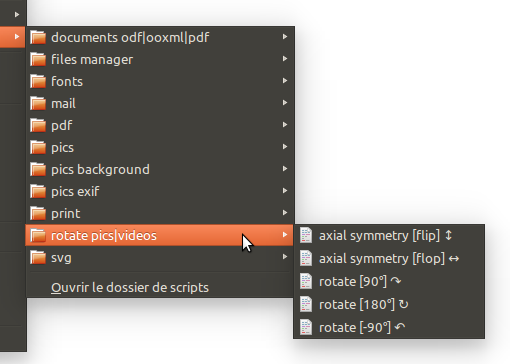 documents odf|ooxml|pdf
files manager
fonts
mail
pdf
pics
pics background
pics exif
print
rotate pics|videos
svg
Ouvrir le dossier de scripts
axial symmetry [flip] ↕
axial symmetry [flop] ↔
rotate [90°] ↷
rotate [180°] ↻
rotate [-90°] ↶